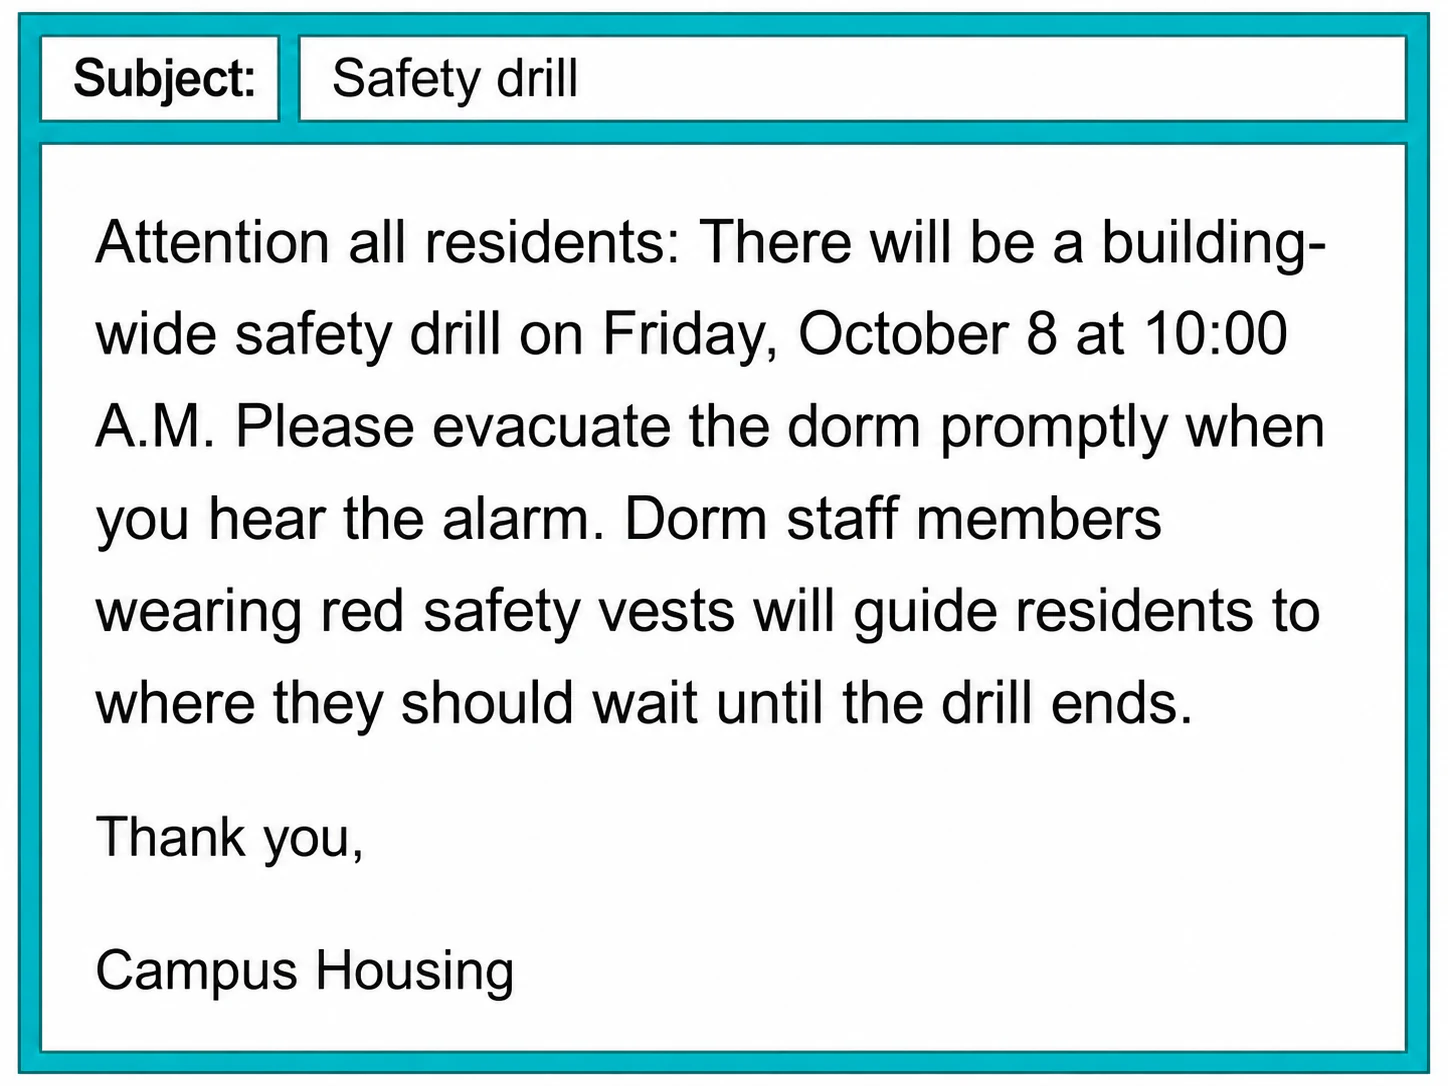 Subject: Safety drill
Attention all residents: There will be a building-
wide safety drill on Friday, October 8 at 10:00
A.M. Please evacuate the dorm promptly when
you hear the alarm. Dorm staff members
wearing red safety vests will guide residents to
where they should wait until the drill ends.
Thank you,
Campus Housing